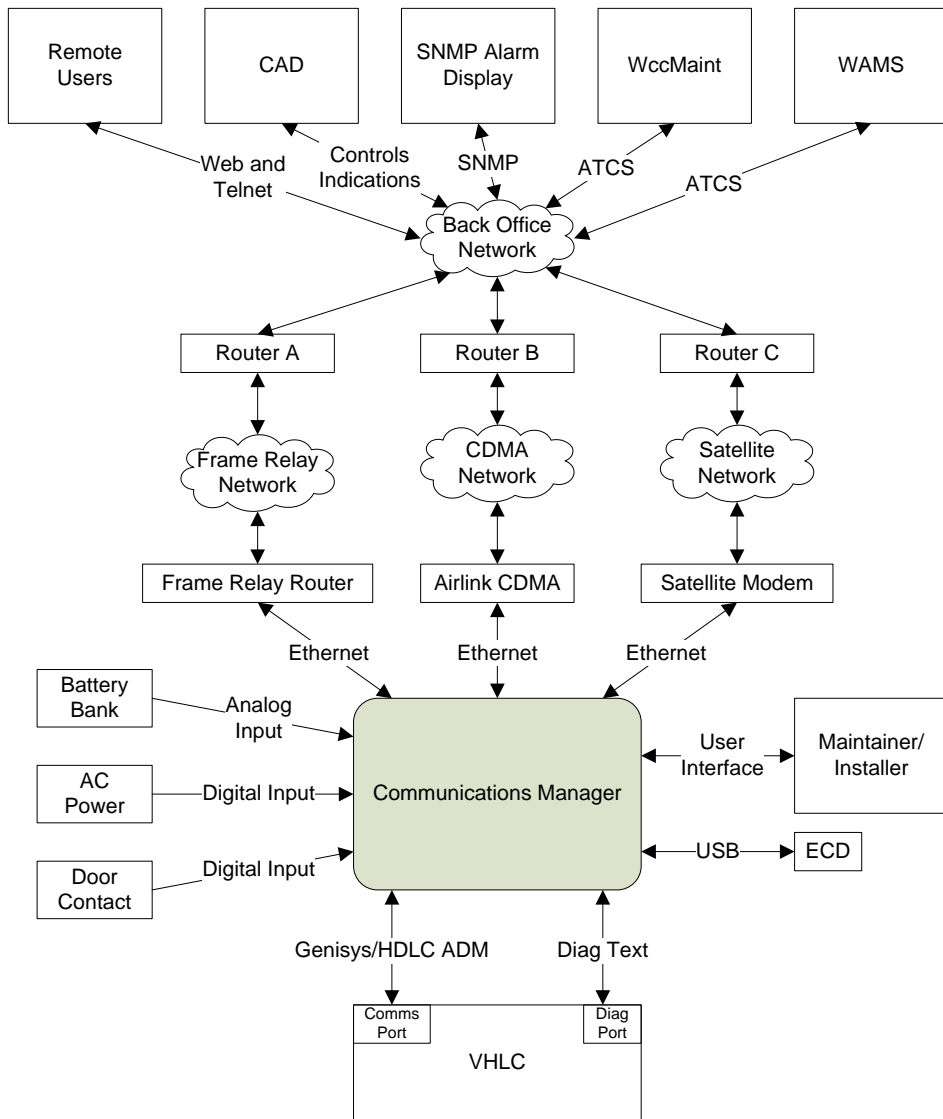 Remote
Users
CAD
SNMP Alarm
Display
WccMaint
WAMS
Web and
Telnet
Controls
Indications
SNMP
ATCS
ATCS
Back Office
Network
Router A
Router B
Router C
Frame Relay
Network
CDMA
Network
Satellite
Network
Frame Relay Router
Airlink CDMA
Satellite Modem
Ethernet
Ethernet
Ethernet
Battery
Bank
Analog
Input
AC
Power
Digital Input
Door
Contact
Digital Input
Communications Manager
User
Interface
Maintainer/
Installer
USB
ECD
Genisys/HDLC ADM
Diag Text
Comms
Port
Diag
Port
VHLC